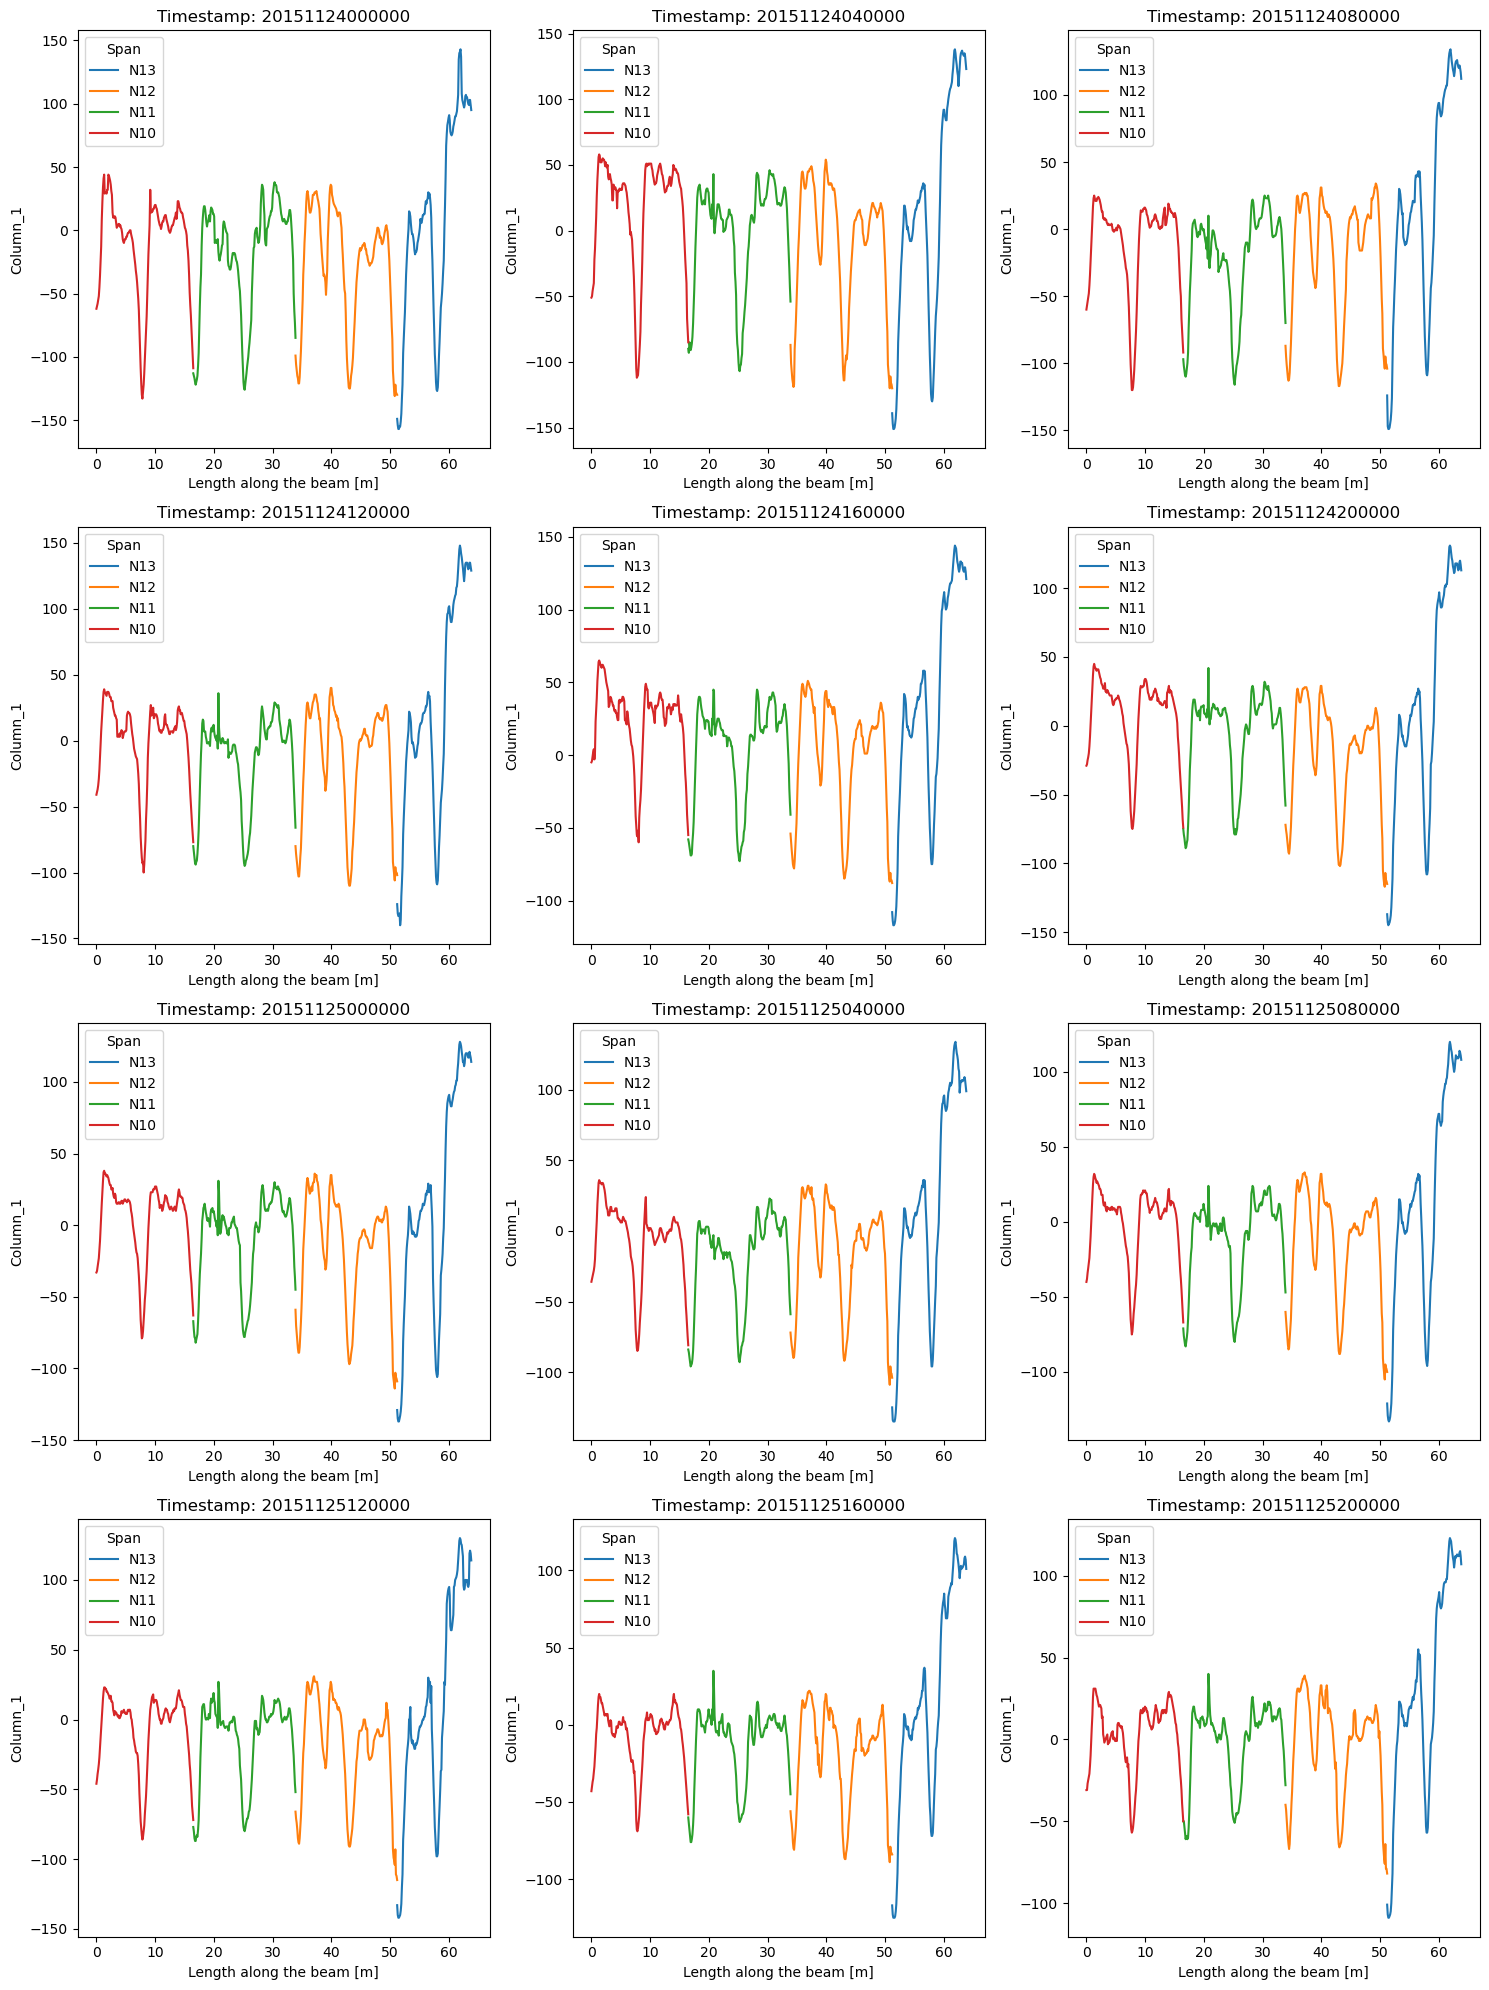 Timestamp: 20151124000000
Span
N13
N12
N11
N10
150
100
50
0
−50
−100
−150
Column_1
0 10 20 30 40 50 60
Length along the beam [m]
Timestamp: 20151124040000
Span
N13
N12
N11
N10
150
100
50
0
−50
−100
−150
Column_1
0 10 20 30 40 50 60
Length along the beam [m]
Timestamp: 20151124080000
Span
N13
N12
N11
N10
100
50
0
−50
−100
−150
Column_1
0 10 20 30 40 50 60
Length along the beam [m]
Timestamp: 20151124120000
Span
N13
N12
N11
N10
150
100
50
0
−50
−100
−150
Column_1
0 10 20 30 40 50 60
Length along the beam [m]
Timestamp: 20151124160000
Span
N13
N12
N11
N10
150
100
50
0
−50
−100
Column_1
0 10 20 30 40 50 60
Length along the beam [m]
Timestamp: 20151124200000
Span
N13
N12
N11
N10
100
50
0
−50
−100
−150
Column_1
0 10 20 30 40 50 60
Length along the beam [m]
Timestamp: 20151125000000
Span
N13
N12
N11
N10
100
50
0
−50
−100
−150
Column_1
0 10 20 30 40 50 60
Length along the beam [m]
Timestamp: 20151125040000
Span
N13
N12
N11
N10
100
50
0
−50
−100
Column_1
0 10 20 30 40 50 60
Length along the beam [m]
Timestamp: 20151125080000
Span
N13
N12
N11
N10
100
50
0
−50
−100
Column_1
0 10 20 30 40 50 60
Length along the beam [m]
Timestamp: 20151125120000
Span
N13
N12
N11
N10
100
50
0
−50
−100
−150
Column_1
0 10 20 30 40 50 60
Length along the beam [m]
Timestamp: 20151125160000
Span
N13
N12
N11
N10
100
50
0
−50
−100
Column_1
0 10 20 30 40 50 60
Length along the beam [m]
Timestamp: 20151125200000
Span
N13
N12
N11
N10
100
50
0
−50
−100
Column_1
0 10 20 30 40 50 60
Length along the beam [m]